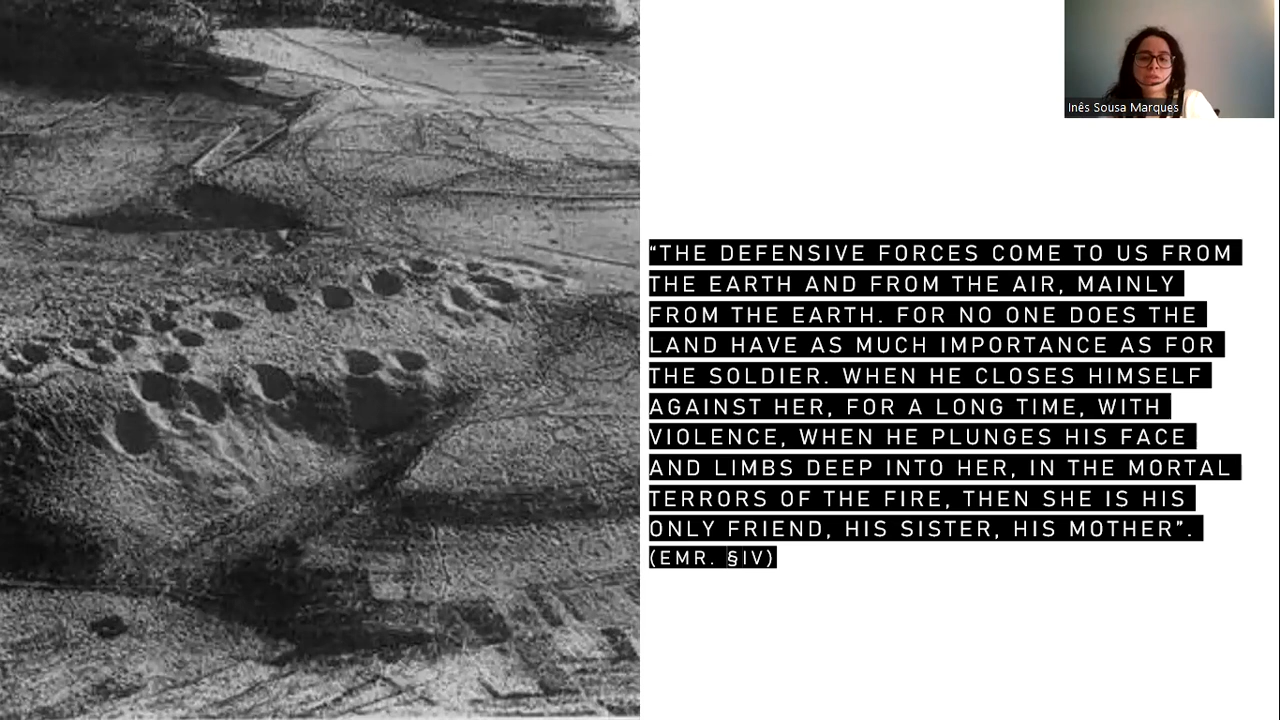 Inês Sousa Marques
“THE DEFENSIVE FORCES COME TO US FROM
THE EARTH AND FROM THE AIR, MAINLY
FROM THE EARTH. FOR NO ONE DOES THE
LAND HAVE AS MUCH IMPORTANCE AS FOR
THE SOLDIER. WHEN HE CLOSES HIMSELF
AGAINST HER, FOR A LONG TIME, WITH
VIOLENCE, WHEN HE PLUNGES HIS FACE
AND LIMBS DEEP INTO HER, IN THE MORTAL
TERRORS OF THE FIRE, THEN SHE IS HIS
ONLY FRIEND, HIS SISTER, HIS MOTHER”.
(EMR. §IV)